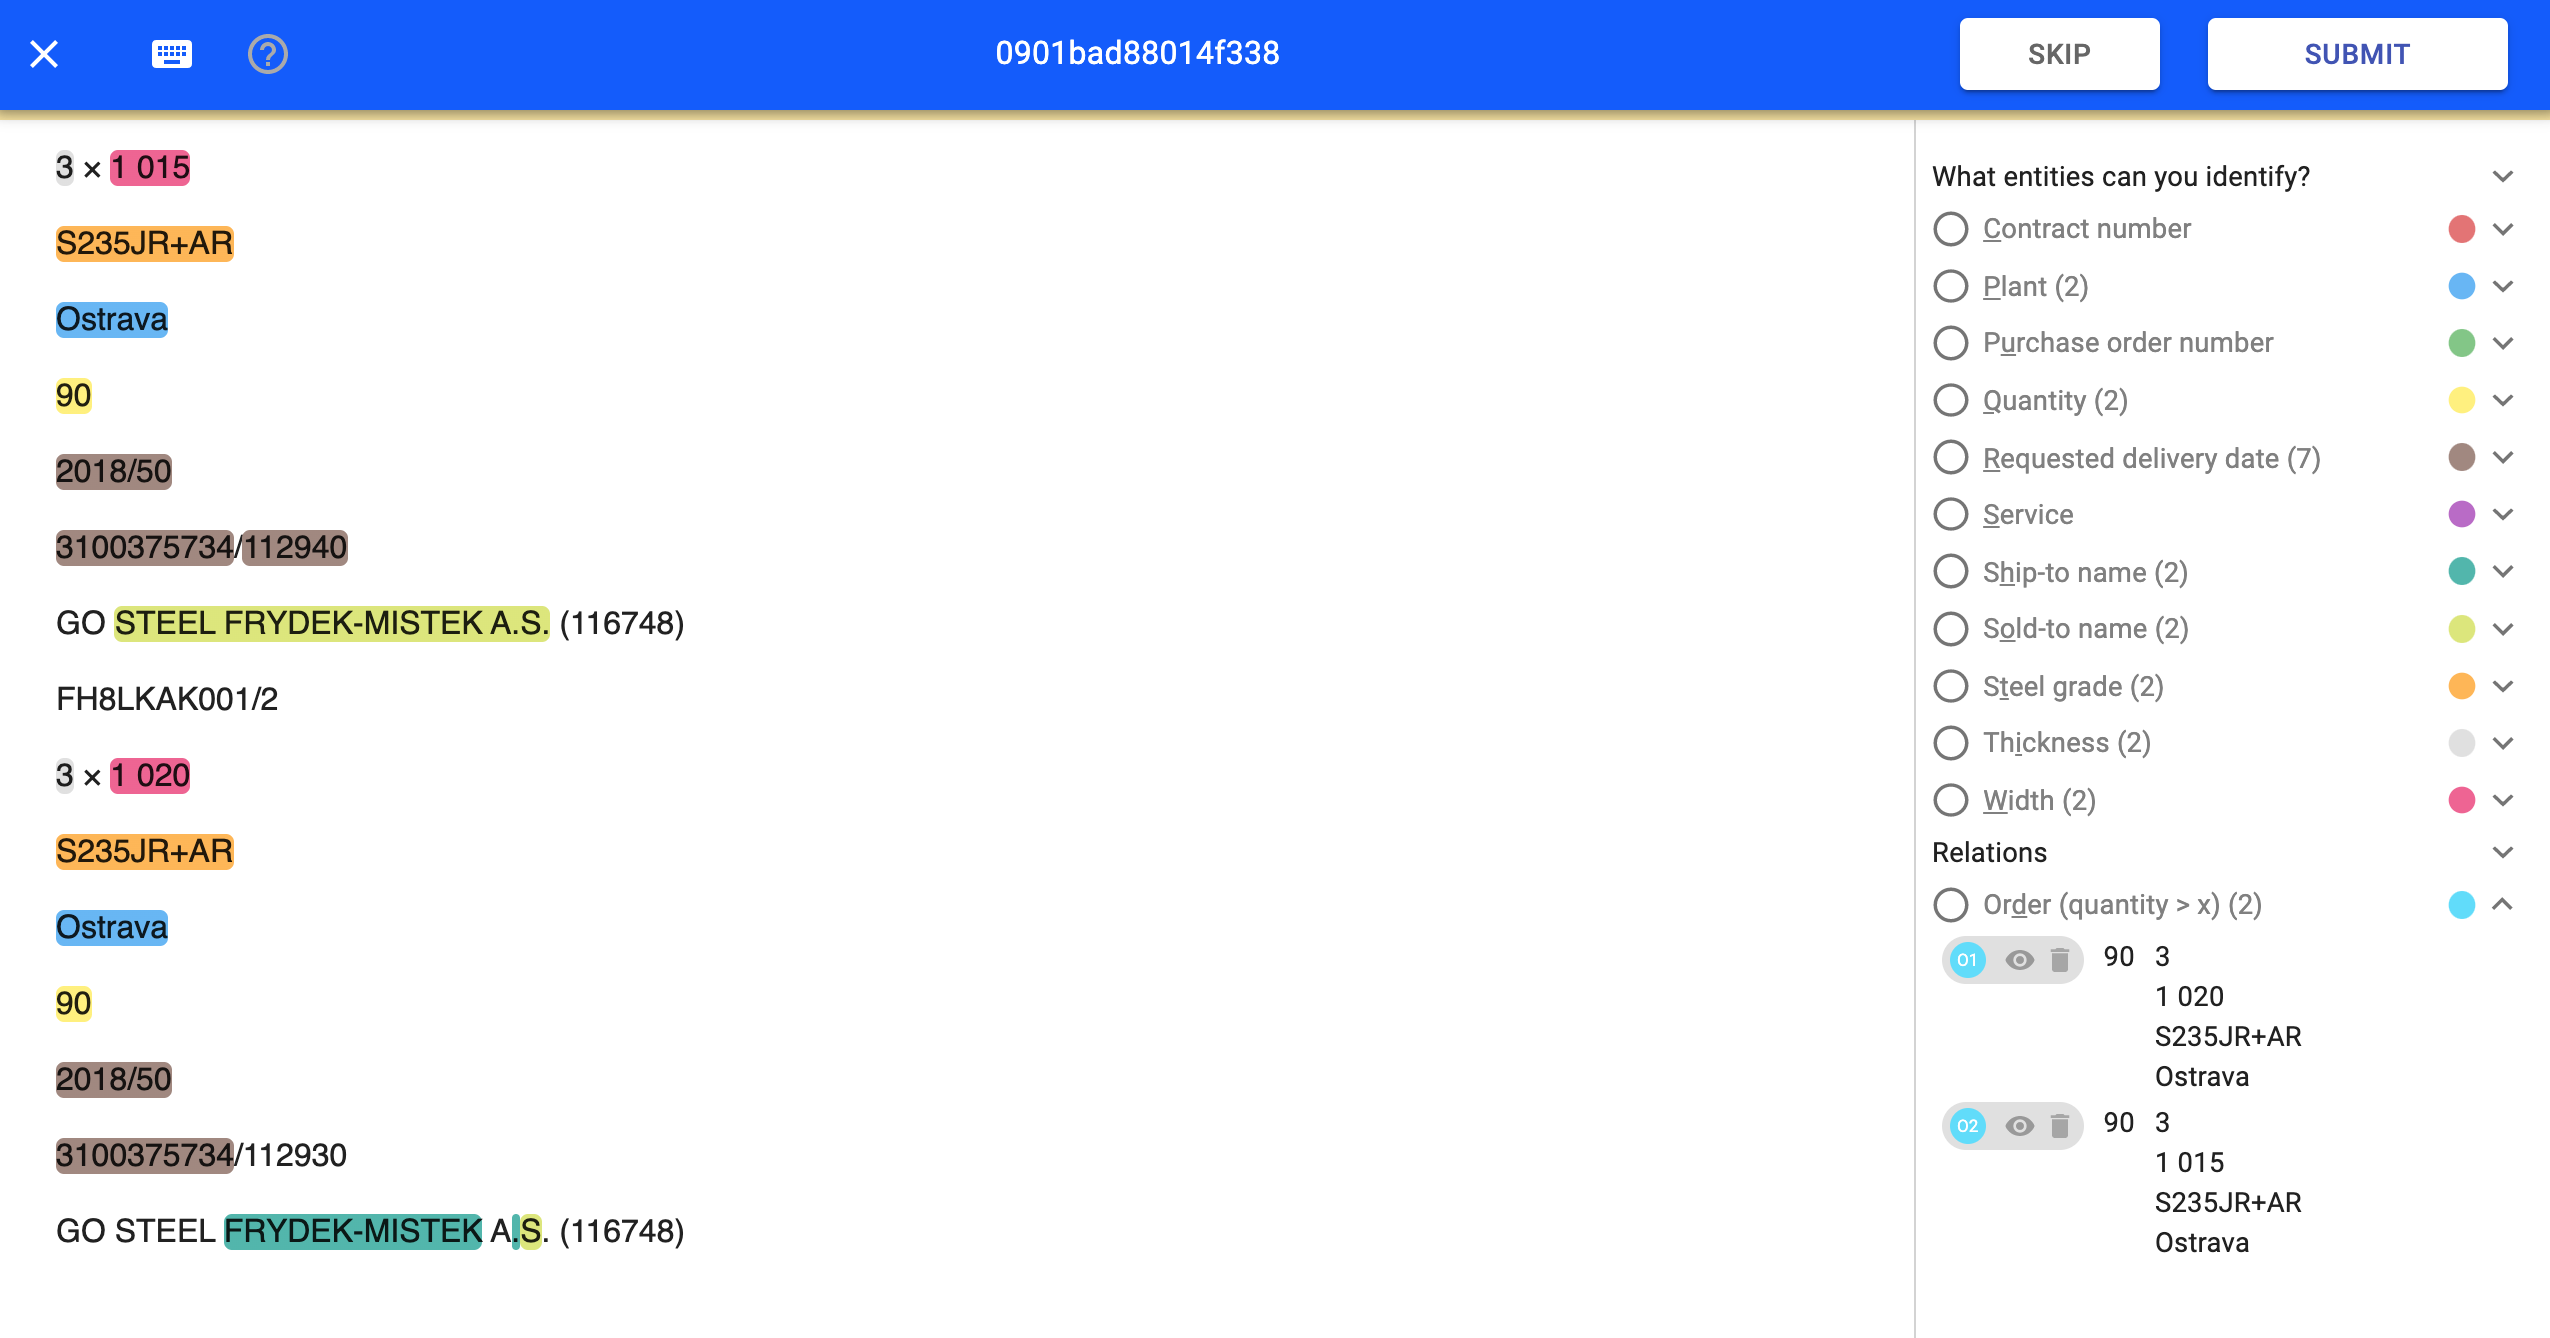 0901bad88014f338
SKIP
SUBMIT
3 × 1 015
S235JR+AR
Ostrava
90
2018/50
3100375734/112940
GO STEEL FRYDEK-MISTEK A.S. (116748)
FH8LKAK001/2
3 × 1 020
S235JR+AR
Ostrava
90
2018/50
3100375734/112930
GO STEEL FRYDEK-MISTEK A.S. (116748)
What entities can you identify?
Contract number
Plant (2)
Purchase order number
Quantity (2)
Requested delivery date (7)
Service
Ship-to name (2)
Sold-to name (2)
Steel grade (2)
Thickness (2)
Width (2)
Relations
Order (quantity > x) (2)
O1 90 3
1 020
S235JR+AR
Ostrava
O2 90 3
1 015
S235JR+AR
Ostrava